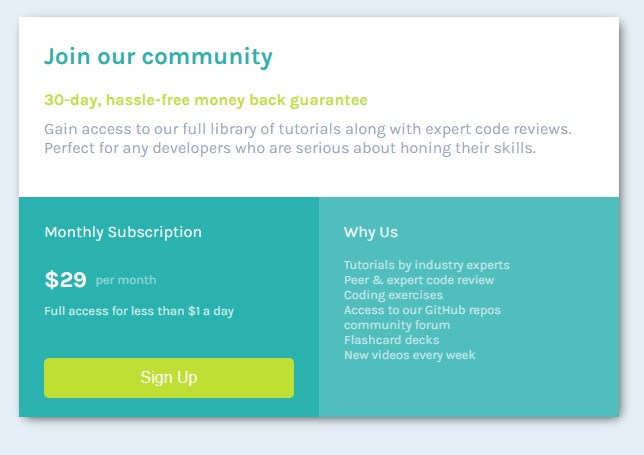 Join our community
30-day, hassle-free money back guarantee
Gain access to our full library of tutorials along with expert code reviews.
Perfect for any developers who are serious about honing their skills.
Monthly Subscription
$29 per month
Full access for less than $1 a day
Sign Up
Why Us
Tutorials by industry experts
Peer & expert code review
Coding exercises
Access to our GitHub repos
community forum
Flashcard decks
New videos every week